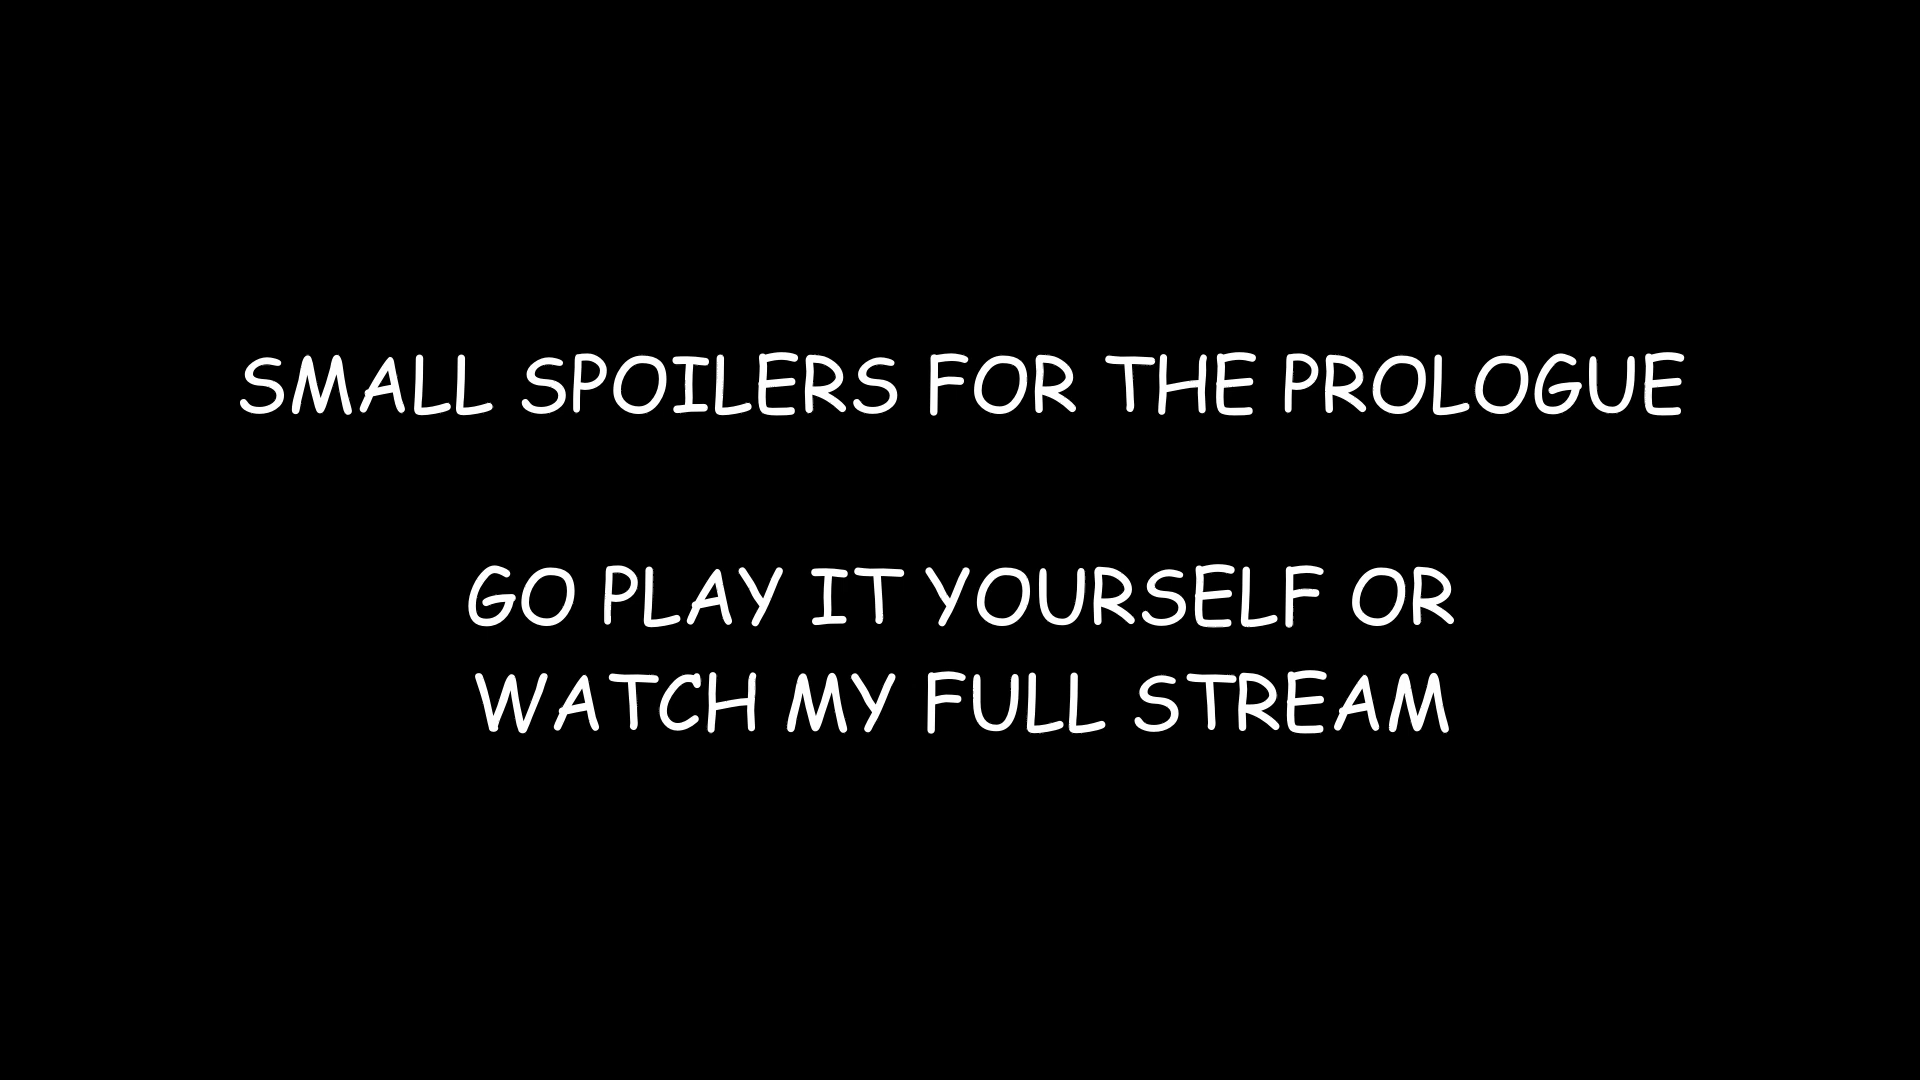 SMALL SPOILERS FOR THE PROLOGUE
GO PLAY IT YOURSELF OR
WATCH MY FULL STREAM